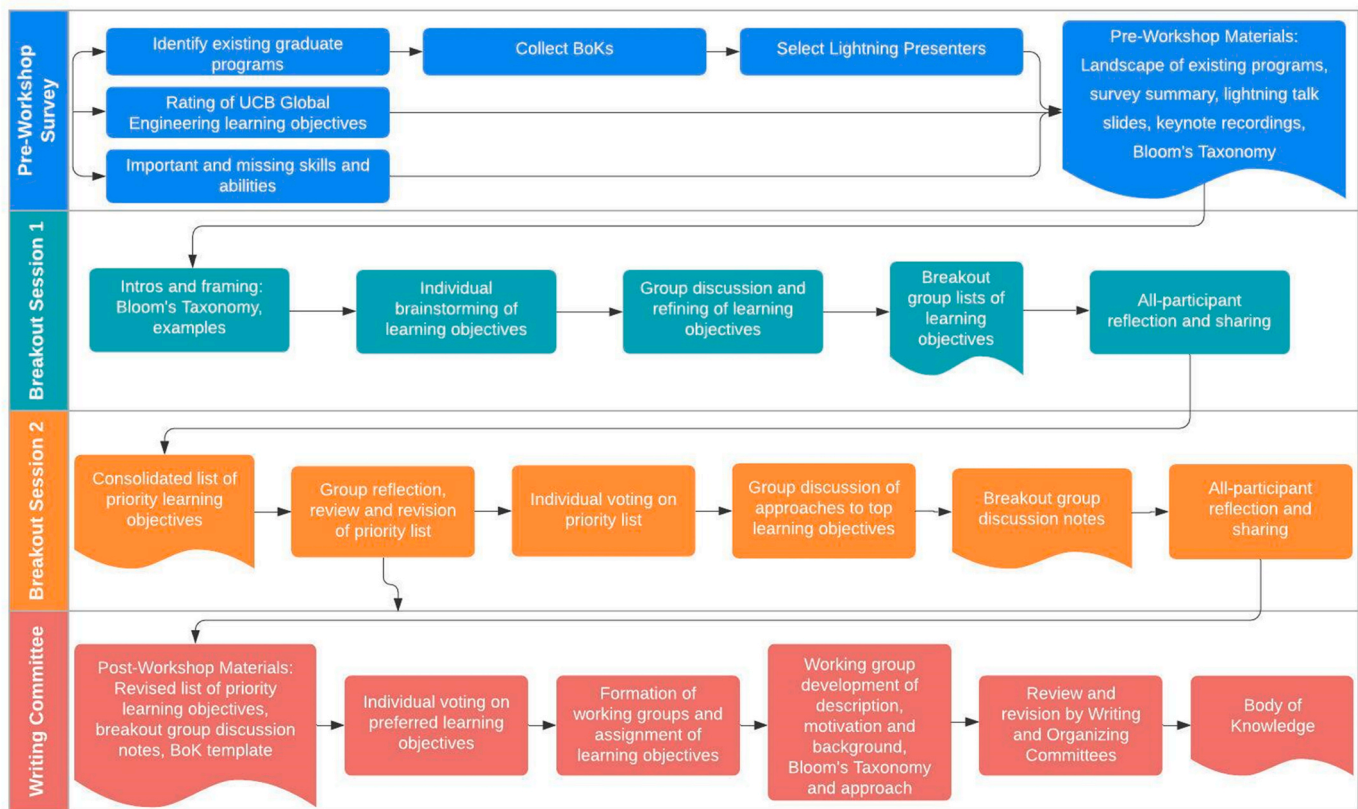 Pre-Workshop
Survey
Identify existing graduate
programs
Collect BoKs
Select Lightning Presenters
Rating of UCB Global
Engineering learning objectives
Important and missing skills and
abilities
Pre-Workshop Materials:
Landscape of existing programs,
survey summary, lightning talk
slides, keynote recordings,
Bloom's Taxonomy
Breakout Session 1
Intros and framing:
Bloom's Taxonomy,
examples
Individual
brainstorming of
learning objectives
Group discussion and
refining of learning
objectives
Breakout
group lists of
learning
objectives
All-participant
reflection and sharing
Breakout Session 2
Consolidated list of
priority learning
objectives
Group reflection,
review and revision
of priority list
Individual voting on
priority list
Group discussion of
approaches to top
learning objectives
Breakout group
discussion notes
All-participant
reflection and
sharing
Writing Committee
Post-Workshop Materials:
Revised list of priority
learning objectives,
breakout group discussion
notes, BoK template
Individual voting on
preferred learning
objectives
Formation of
working groups and
assignment of
learning objectives
Working group
development of
description,
motivation and
background,
Bloom's Taxonomy
and approach
Review and
revision by Writing
and Organizing
Committees
Body of
Knowledge